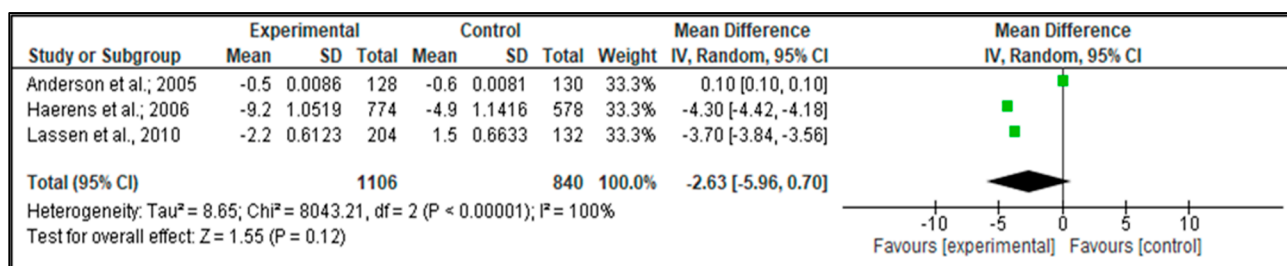 Experimental Control Mean Difference Mean Difference
Study or Subgroup Mean SD Total Mean SD Total Weight IV, Random, 95% CI IV, Random, 95% CI
Anderson et al.; 2005 -0.5 0.0086 128 -0.6 0.0081 130 33.3% 0.10 [0.10, 0.10]
Haerens et al.; 2006 -9.2 1.0519 774 -4.9 1.1416 578 33.3% -4.30 [-4.42, -4.18]
Lassen et al., 2010 -2.2 0.6123 204 1.5 0.6633 132 33.3% -3.70 [-3.84, -3.56]
Total (95% CI) 1106 840 100.0% -2.63 [-5.96, 0.70]
Heterogeneity: Tau² = 8.65; Chi² = 8043.21, df = 2 (P < 0.00001); I² = 100%
Test for overall effect: Z = 1.55 (P = 0.12)
-10 -5 0 5 10
Favours [experimental] Favours [control]